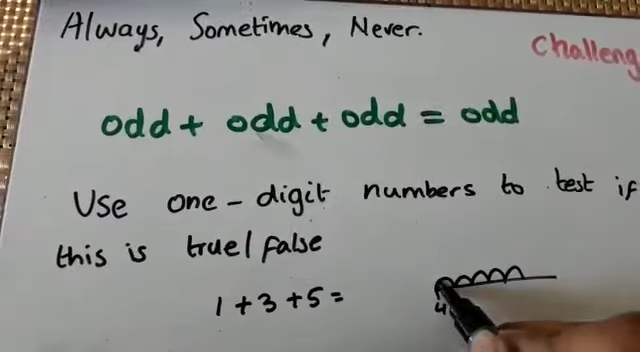 Always, Sometimes, Never.
Challeng
odd + odd + odd = odd
Use one-digit numbers to test if
this is true/false
1+3+5=
4